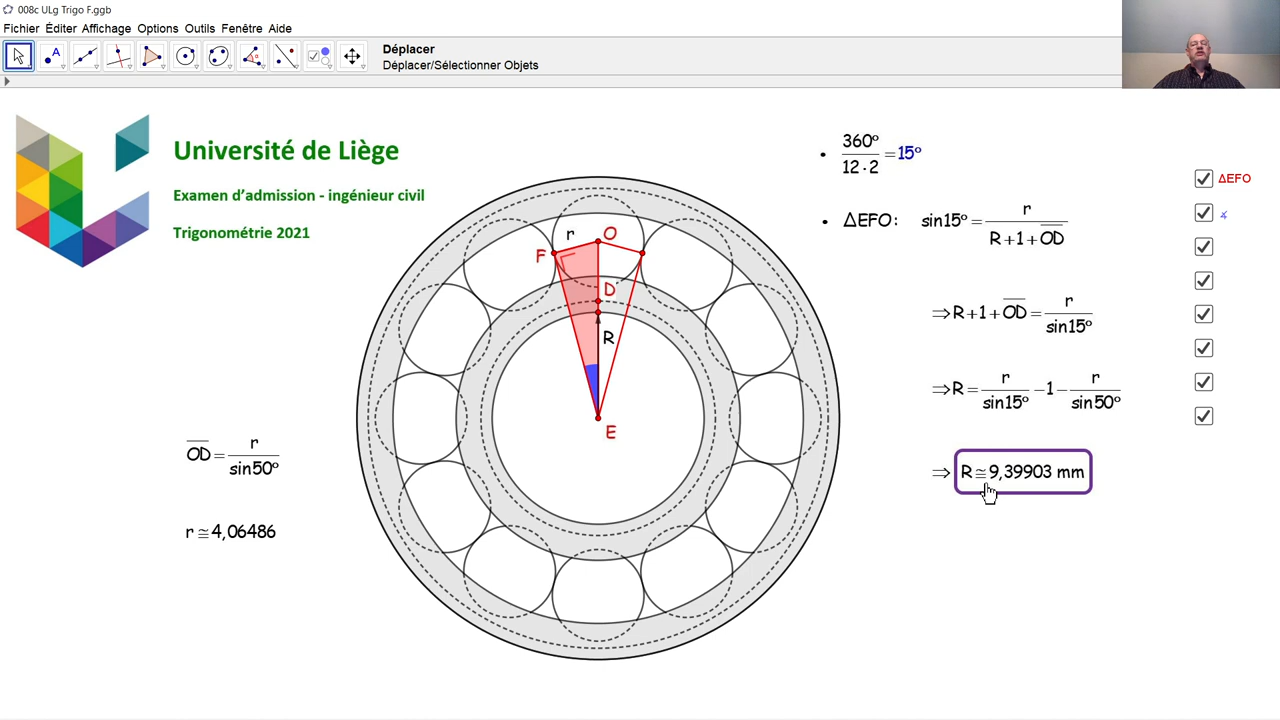 008c ULg Trigo F.ggb
Fichier Éditer Affichage Options Outils Fenêtre Aide
A
Déplacer
Déplacer/Sélectionner Objets
Université de Liège
Examen d'admission - ingénieur civil
Trigonométrie 2021
• 360° / 12·2 = 15°
• ΔEFO: sin15° = r / R+1+OD
⇒ R+1+OD = r / sin15°
⇒ R = r / sin15° − 1 − r / sin50°
⇒ R ≅ 9,39903 mm
ΔEFO
∡
r
O
F
D
R
E
OD = r / sin50°
r ≅ 4,06486